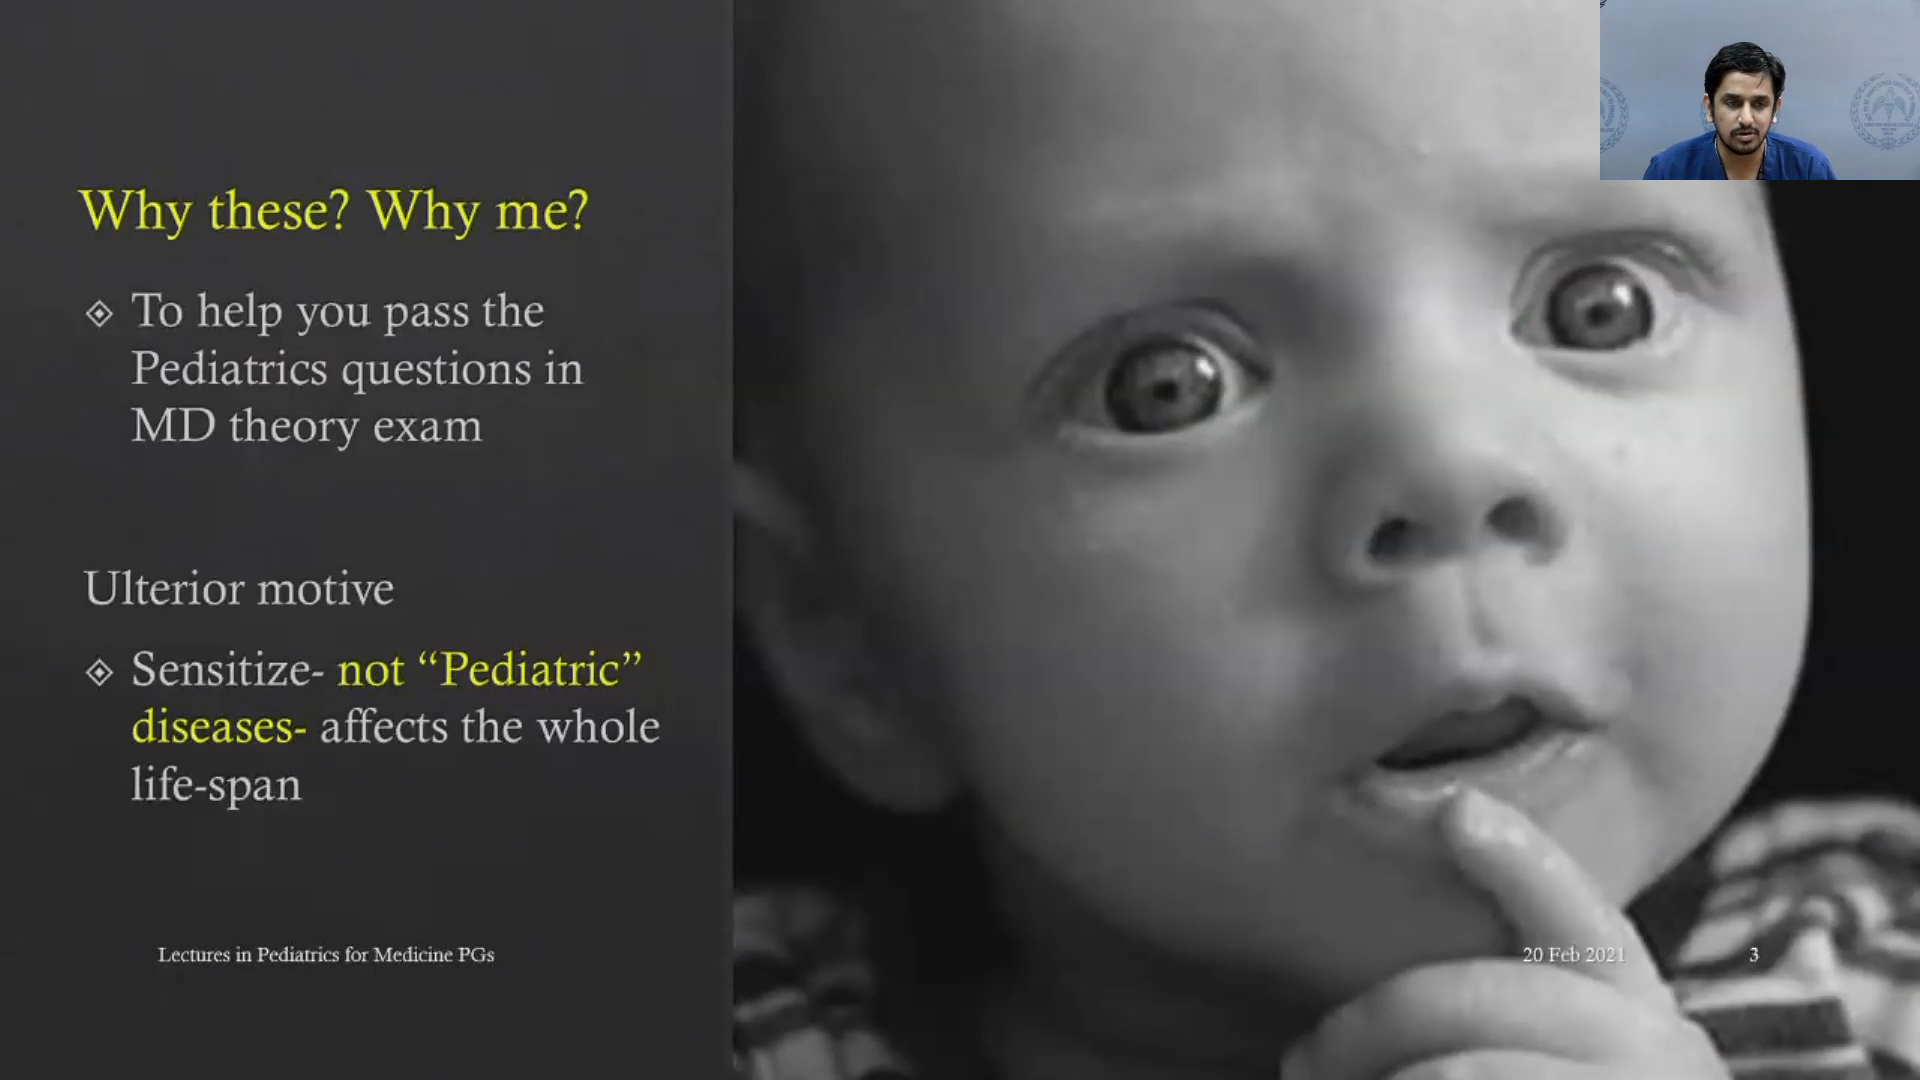 Why these? Why me?
To help you pass the
Pediatrics questions in
MD theory exam
Ulterior motive
Sensitize- not “Pediatric”
diseases- affects the whole
life-span
Lectures in Pediatrics for Medicine PGs
20 Feb 2021
3